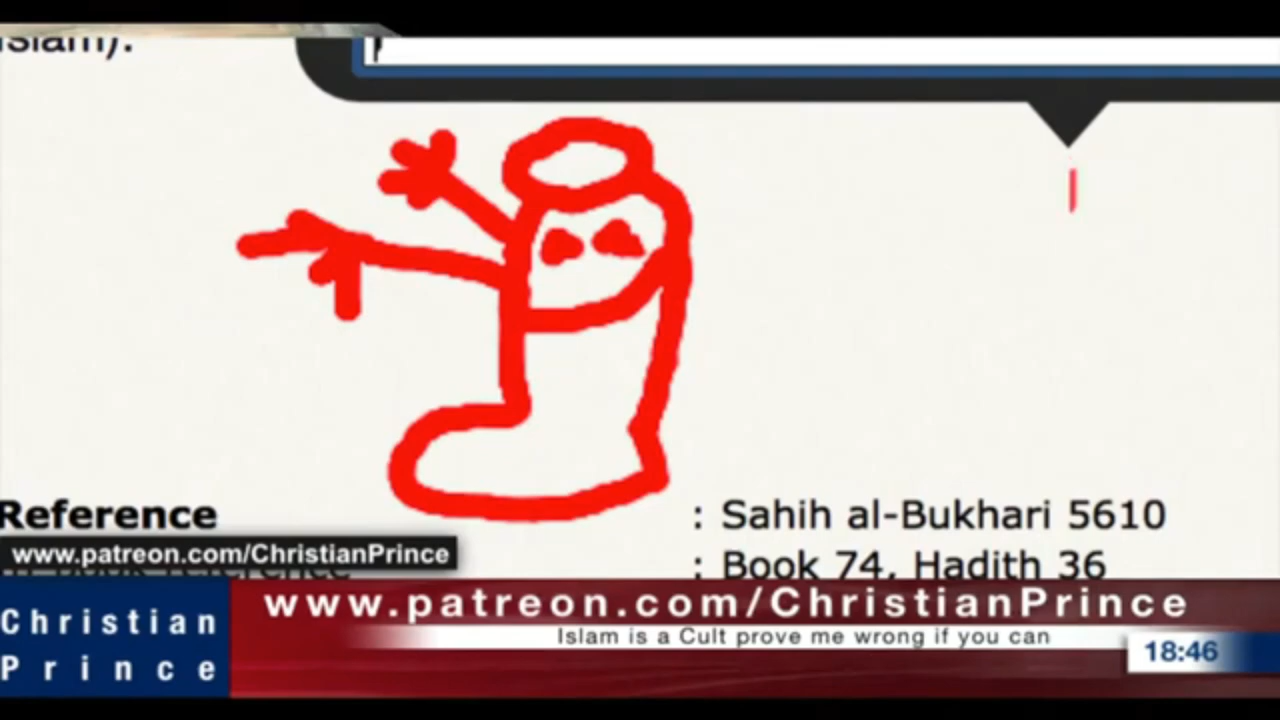 Islam).
Reference
: Sahih al-Bukhari 5610
www.patreon.com/ChristianPrince
: Book 74, Hadith 36
www.patreon.com/ChristianPrince
Christian
Prince
Islam is a Cult prove me wrong if you can
18:46